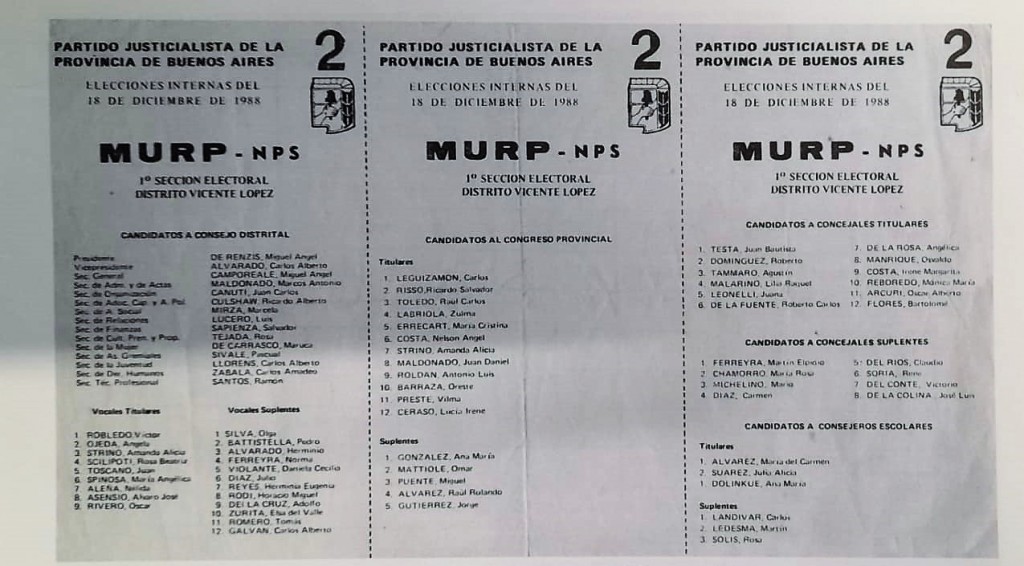 PARTIDO JUSTICIALISTA DE LA
PROVINCIA DE BUENOS AIRES
2
ELECCIONES INTERNAS DEL
18 DE DICIEMBRE DE 1988
MURP - NPS
1º SECCION ELECTORAL
DISTRITO VICENTE LOPEZ
CANDIDATOS A CONSEJO DISTRITAL
Presidente DE RENZIS, Miguel Angel
Vicepresidente ALVARADO, Carlos Alberto
Sec. General CAMPOREALE, Miguel Angel
Sec. de Adm. y de Actas MALDONADO, Marcos Antonio
Sec. de Organización CANUTI, Juan Carlos
Sec. de Adoc. Cap. y A. Pol. CULSHAW, Ricardo Alberto
Sec. de A. Social MIRZA, Marcela
Sec. de Relaciones LUCERO, Luis
Sec. de Finanzas SAPIENZA, Salvador
Sec. de Cult. Pren. y Prop. TEJADA, Rosa
Sec. de la Mujer DE CARRASCO, Maruca
Sec. de As. Gremiales SIVALE, Pascual
Sec. de la Juventud LLORENS, Carlos Alberto
Sec. de Der. Humanos ZABALA, Carlos Amadeo
Sec. Téc. Profesional SANTOS, Ramón
Vocales Titulares
1 ROBLEDO, Victor
2 OJEDA, Angela
3 STRINO, Amanda Alicia
4 SCILIPOTI, Rosa Beatriz
5 TOSCANO, Juan
6 SPINOSA, María Angélica
7 ALEÑA, Nélida
8 ASENSIO, Alvaro José
9. RIVERO, Oscar
Vocales Suplentes
1 SILVA, Olga
2 BATTISTELLA, Pedro
3 ALVARADO, Herminio
4 FERREYRA, Norma
5 VIOLANTE, Daniela Cecilia
6 DIAZ, Julio
7 REYES, Herminia Eugenia
8 RODI, Horacio Miguel
9 DE LA CRUZ, Adolfo
10 ZURITA, Elsa del Valle
11 ROMERO, Tomás
12 GALVAN, Carlos Alberto
PARTIDO JUSTICIALISTA DE LA
PROVINCIA DE BUENOS AIRES
2
ELECCIONES INTERNAS DEL
18 DE DICIEMBRE DE 1988
MURP - NPS
1º SECCION ELECTORAL
DISTRITO VICENTE LOPEZ
CANDIDATOS AL CONGRESO PROVINCIAL
Titulares
1. LEGUIZAMON, Carlos
2. RISSO, Ricardo Salvador
3. TOLEDO, Raúl Carlos
4. LABRIOLA, Zulma
5. ERRECART, María Cristina
6. COSTA, Nelson Angel
7. STRINO, Amanda Alicia
8. MALDONADO, Juan Daniel
9. ROLDAN, Antonio Luis
10. BARRAZA, Oreste
11. PRESTE, Vilma
12. CERASO, Lucía Irene
Suplentes
1. GONZALEZ, Ana María
2. MATTIOLE, Omar
3. PUENTE, Miguel
4. ALVAREZ, Raúl Rolando
5. GUTIERREZ, Jorge
PARTIDO JUSTICIALISTA DE LA
PROVINCIA DE BUENOS AIRES
2
ELECCIONES INTERNAS DEL
18 DE DICIEMBRE DE 1988
MURP - NPS
1º SECCION ELECTORAL
DISTRITO VICENTE LOPEZ
CANDIDATOS A CONCEJALES TITULARES
1. TESTA, Juan Bautista
2. DOMINGUEZ, Roberto
3. TAMMARO, Agustín
4. MALARINO, Lilia Raquel
5. LEONELLI, Juana
6. DE LA FUENTE, Roberto Carlos
7. DE LA ROSA, Angélica
8. MANRIQUE, Osvaldo
9. COSTA, Irene Margarita
10. REBOREDO, Mónica María
11. ARCURI, Oscar Alberto
12. FLORES, Bartolomé
CANDIDATOS A CONCEJALES SUPLENTES
1 FERREYRA, Martín
2 CHAMORRO, María Rosa
3 MICHELINO, Mario
4 DIAZ, Carmen
5 DEL RIOS, Claudio
6 SORIA, Rene
7 DEL CONTE, Victorio
8. DE LA COLINA, José Luis
CANDIDATOS A CONSEJEROS ESCOLARES
Titulares
1. ALVAREZ, María del Carmen
2. SUAREZ, Julia Alicia
1. DOLINKUE, Ana María
Suplentes
1. LANDIVAR, Carlos
2. LEDESMA, Martín
3. SOLIS, Rosa